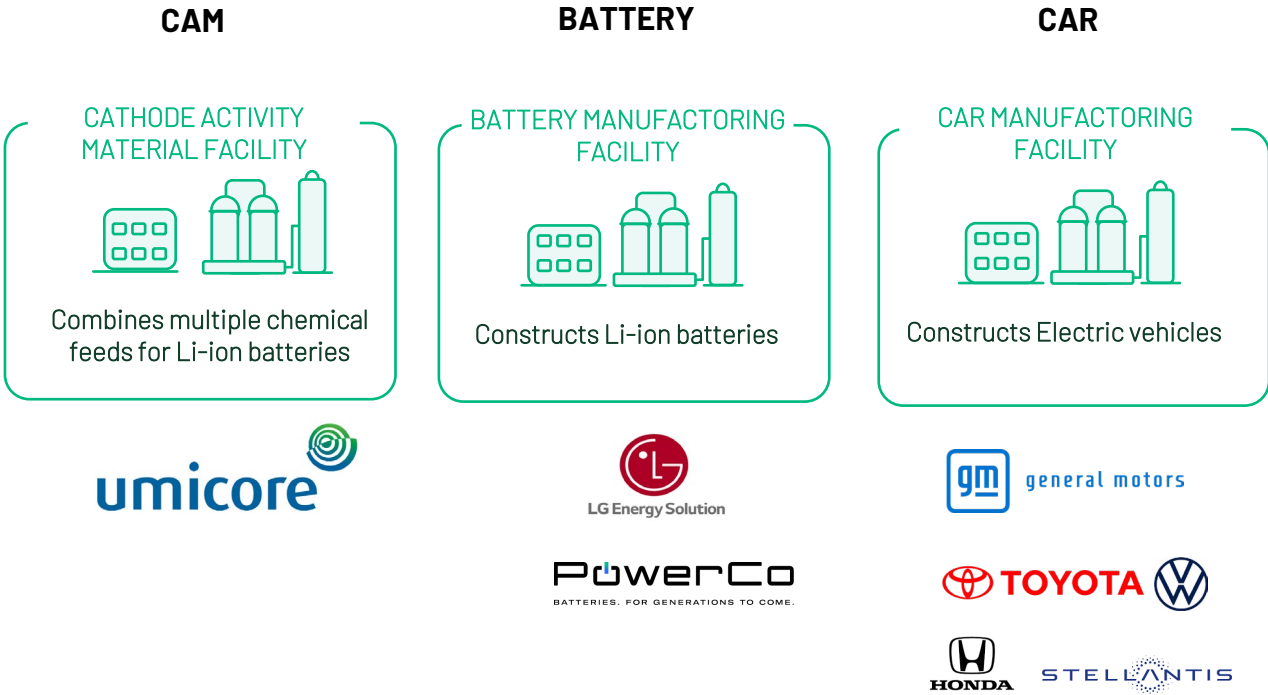 CAM
BATTERY
CAR
CATHODE ACTIVITY
MATERIAL FACILITY
Combines multiple chemical
feeds for Li-ion batteries
BATTERY MANUFACTORING
FACILITY
Constructs Li-ion batteries
CAR MANUFACTORING
FACILITY
Constructs Electric vehicles
umicore
LG
LG Energy Solution
PowerCo
BATTERIES. FOR GENERATIONS TO COME.
gm general motors
TOYOTA
VW
HONDA
STELLANTIS